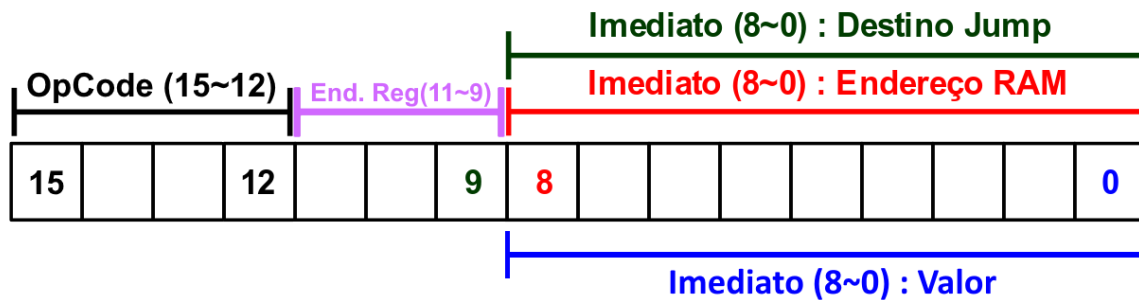 Imediato (8~0) : Destino Jump
OpCode (15~12)
End. Reg(11~9)
Imediato (8~0) : Endereço RAM
15 12 9 8 0
Imediato (8~0) : Valor